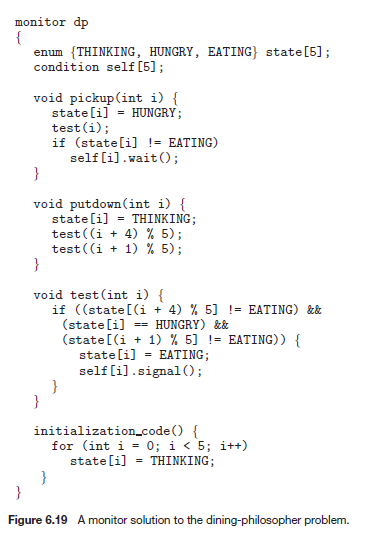 monitor dp
{
enum {THINKING, HUNGRY, EATING} state[5];
condition self[5];
void pickup(int i) {
state[i] = HUNGRY;
test(i);
if (state[i] != EATING)
self[i].wait();
}
void putdown(int i) {
state[i] = THINKING;
test((i + 4) % 5);
test((i + 1) % 5);
}
void test(int i) {
if ((state[(i + 4) % 5] != EATING) &&
(state[i] == HUNGRY) &&
(state[(i + 1) % 5] != EATING)) {
state[i] = EATING;
self[i].signal();
}
}
initialization_code() {
for (int i = 0; i < 5; i++)
state[i] = THINKING;
}
}
Figure 6.19 A monitor solution to the dining-philosopher problem.